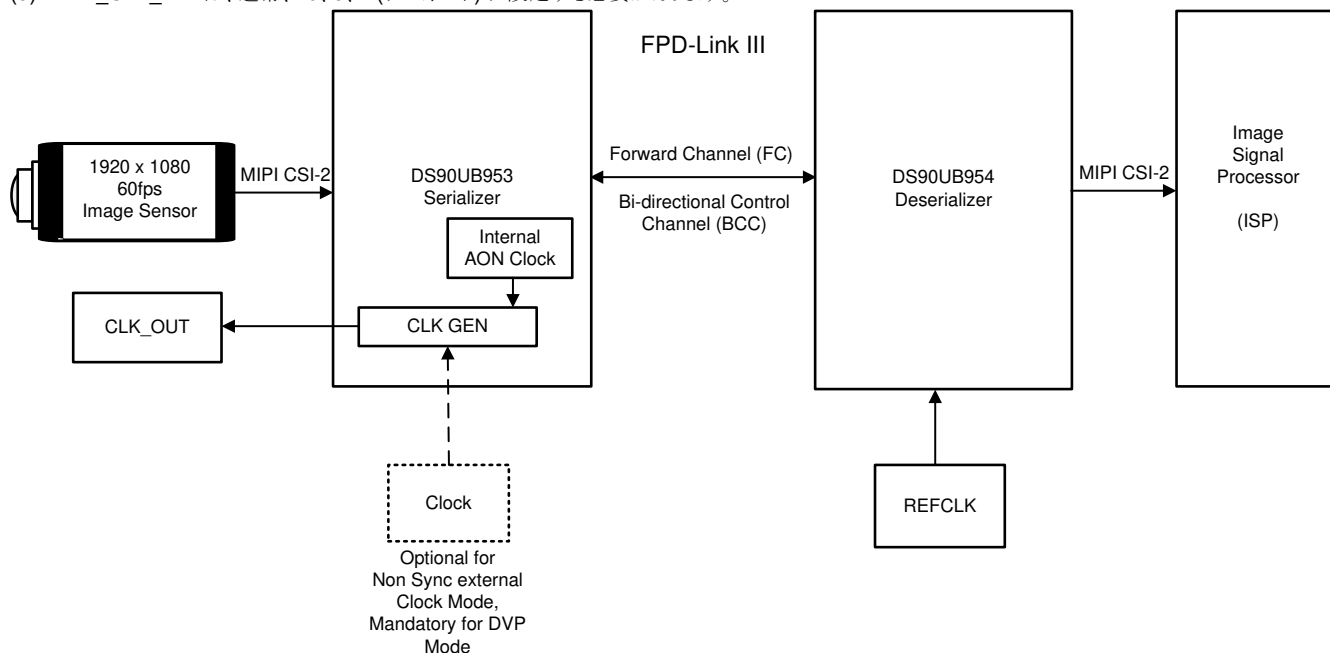 FPD-Link III
1920 x 1080
60fps
Image Sensor
MIPI CSI-2
DS90UB953
Serializer
Internal
AON Clock
CLK GEN
CLK_OUT
Clock
Optional for
Non Sync external
Clock Mode,
Mandatory for DVP
Mode
Forward Channel (FC)
Bi-directional Control
Channel (BCC)
DS90UB954
Deserializer
REFCLK
MIPI CSI-2
Image
Signal
Processor
(ISP)